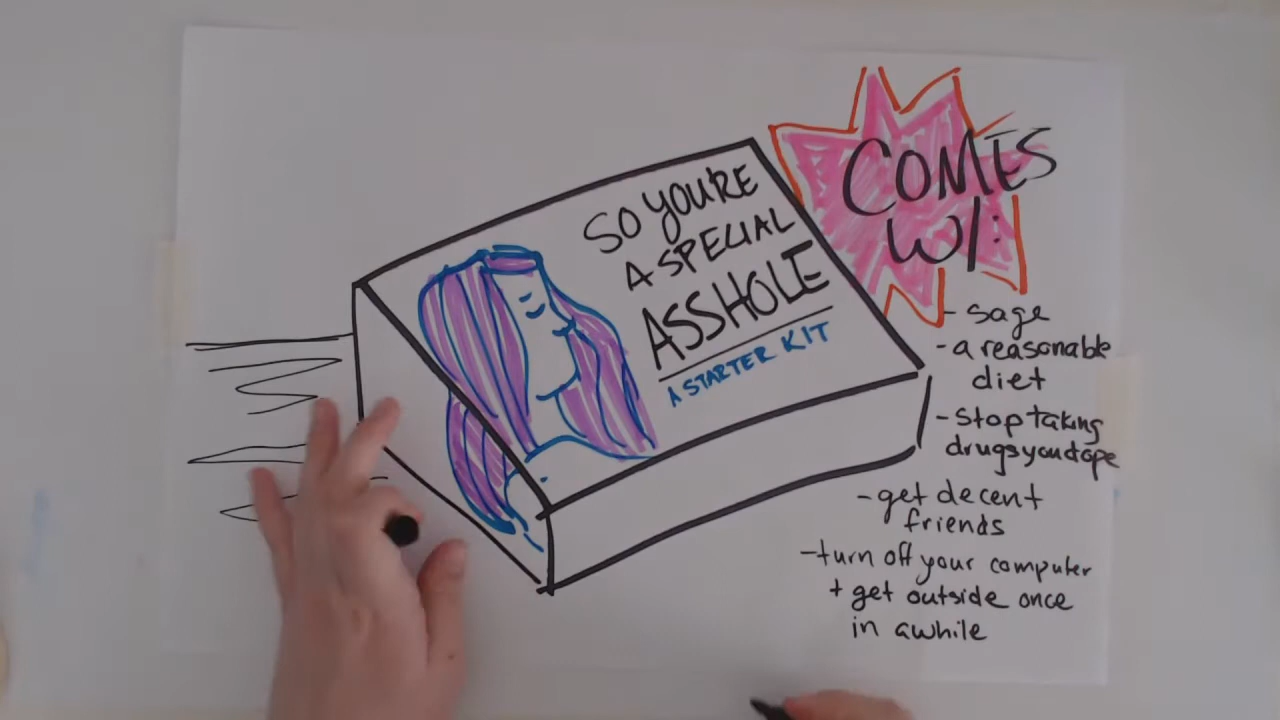 SO YOU'RE
A SPECIAL
ASSHOLE
A STARTER KIT
COMES
W/:
- sage
- a reasonable
diet
- stop taking
drugs you dope
- get decent
friends
- turn off your computer
+ get outside once
in awhile